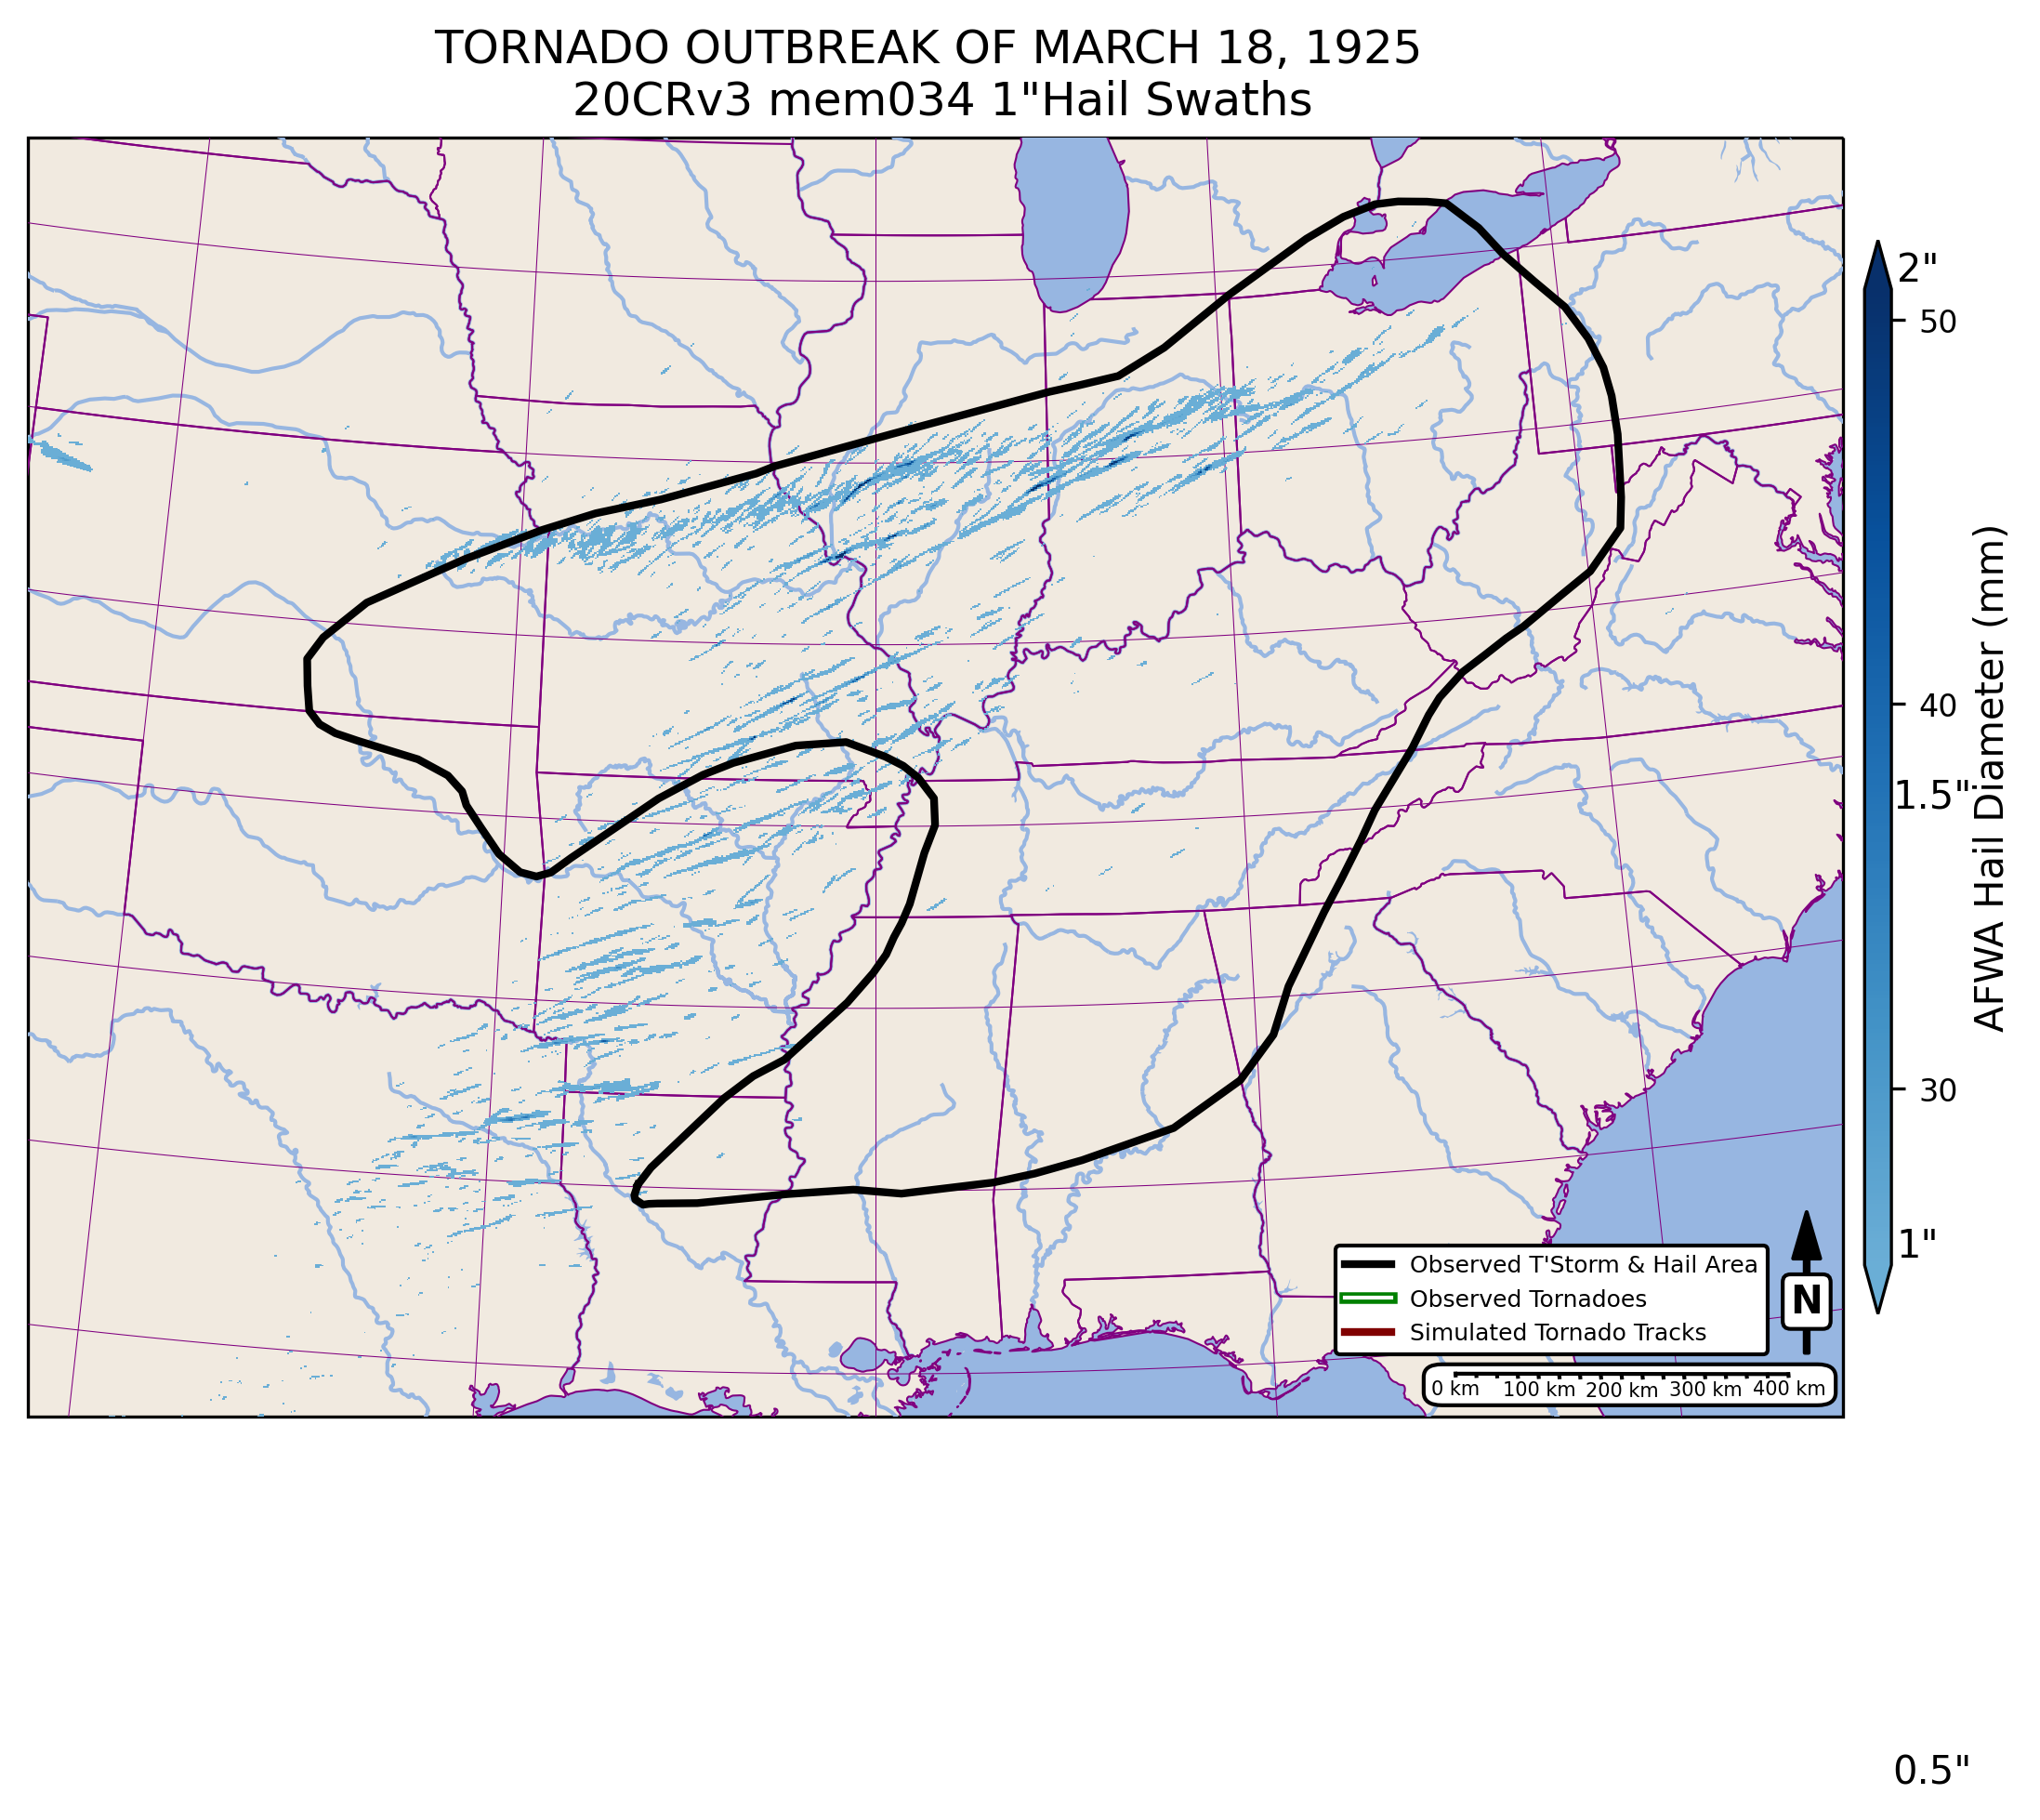 TORNADO OUTBREAK OF MARCH 18, 1925
20CRv3 mem034 1"Hail Swaths
2"
50
40
1.5"
30
1"
0.5"
AFWA Hail Diameter (mm)
Observed T'Storm & Hail Area
Observed Tornadoes
Simulated Tornado Tracks
N
0 km 100 km 200 km 300 km 400 km